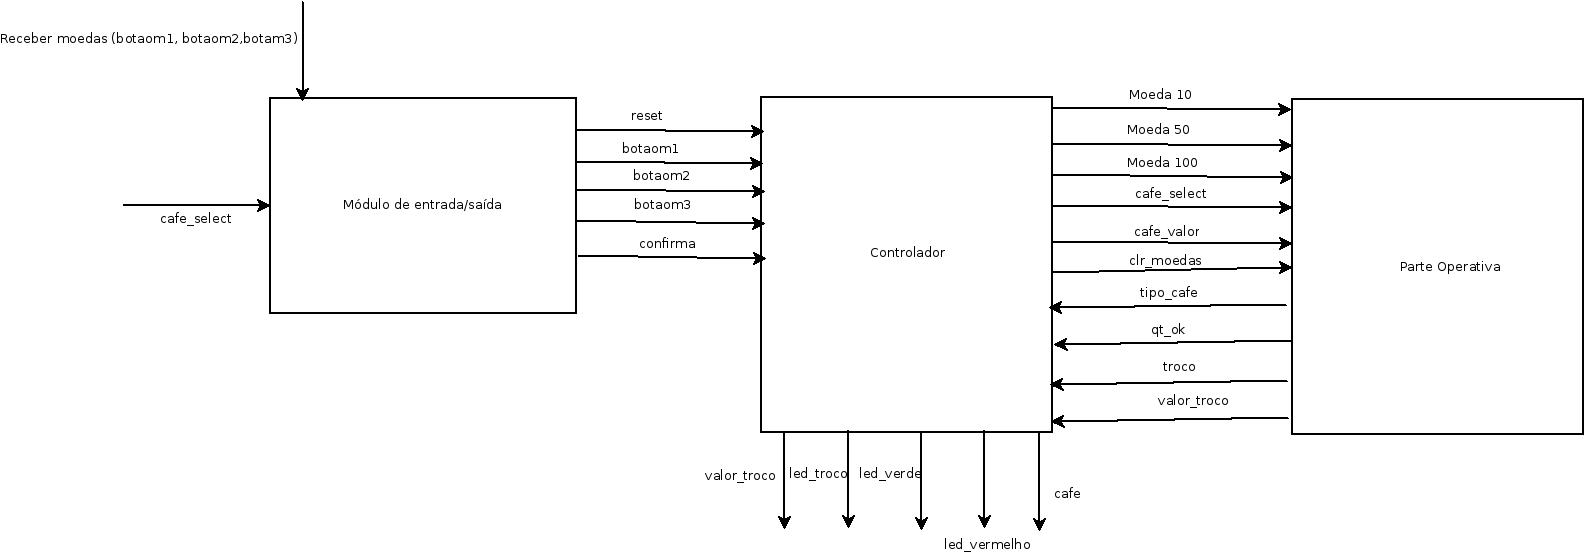 Receber moedas (botaom1, botaom2,botam3)
cafe_select
Módulo de entrada/saída
reset
botaom1
botaom2
botaom3
confirma
Controlador
Moeda 10
Moeda 50
Moeda 100
cafe_select
cafe_valor
clr_moedas
tipo_cafe
qt_ok
troco
valor_troco
Parte Operativa
valor_troco
led_troco
led_verde
led_vermelho
cafe